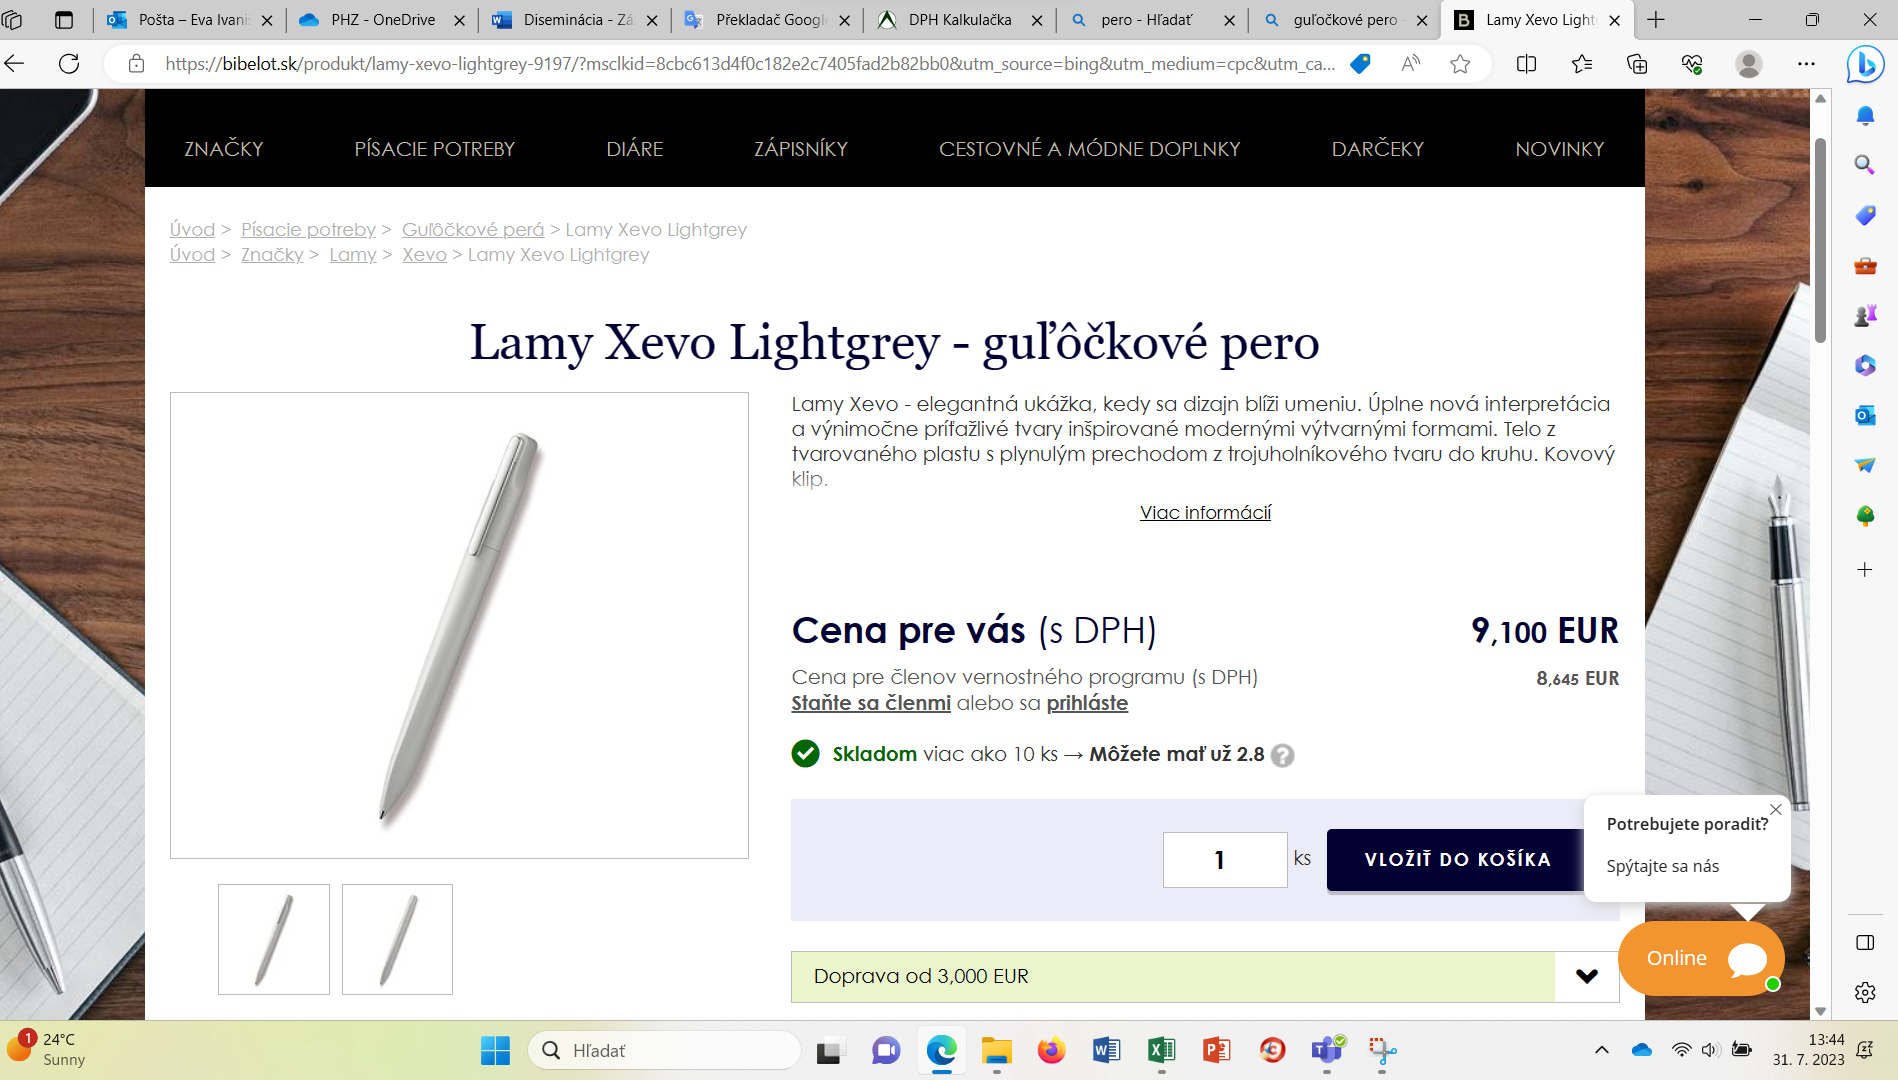 Pošta – Eva Ivani
PHZ - OneDrive
Diseminácia - Zá
Překladač Googl
DPH Kalkulačka
pero - Hľadať
guľočkové pero -
Lamy Xevo Light
https://bibelot.sk/produkt/lamy-xevo-lightgrey-9197/?msclkid=8cbc613d4f0c182e2c7405fad2b82bb0&utm_source=bing&utm_medium=cpc&utm_ca...
ZNAČKY
PÍSACIE POTREBY
DIÁRE
ZÁPISNÍKY
CESTOVNÉ A MÓDNE DOPLNKY
DARČEKY
NOVINKY
Úvod > Písacie potreby > Guľôčkové perá > Lamy Xevo Lightgrey
Úvod > Značky > Lamy > Xevo > Lamy Xevo Lightgrey
Lamy Xevo Lightgrey - guľôčkové pero
Lamy Xevo - elegantná ukážka, kedy sa dizajn blíži umeniu. Úplne nová interpretácia
a výnimočne príťažlivé tvary inšpirované modernými výtvarnými formami. Telo z
tvarovaného plastu s plynulým prechodom z trojuholníkového tvaru do kruhu. Kovový
klip.
Viac informácií
Cena pre vás (s DPH) 9,100 EUR
Cena pre členov vernostného programu (s DPH) 8,645 EUR
Staňte sa členmi alebo sa prihláste
Skladom viac ako 10 ks → Môžete mať už 2.8 ?
1 ks VLOŽIŤ DO KOŠÍKA
Potrebujete poradiť?
Spýtajte sa nás
Online
Doprava od 3,000 EUR
1
24°C
Sunny
Hľadať
13:44
31. 7. 2023